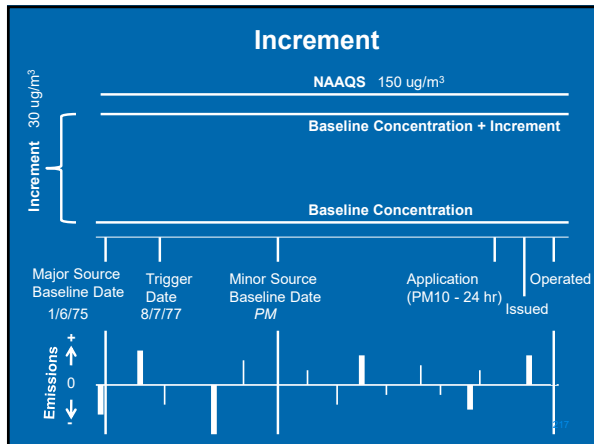 Increment
NAAQS 150 ug/m³
Increment 30 ug/m³
Baseline Concentration + Increment
Baseline Concentration
Major Source
Baseline Date
1/6/75
Trigger
Date
8/7/77
Minor Source
Baseline Date
PM
Application
(PM10 - 24 hr)
Issued
Operated
Emissions
+
0
-